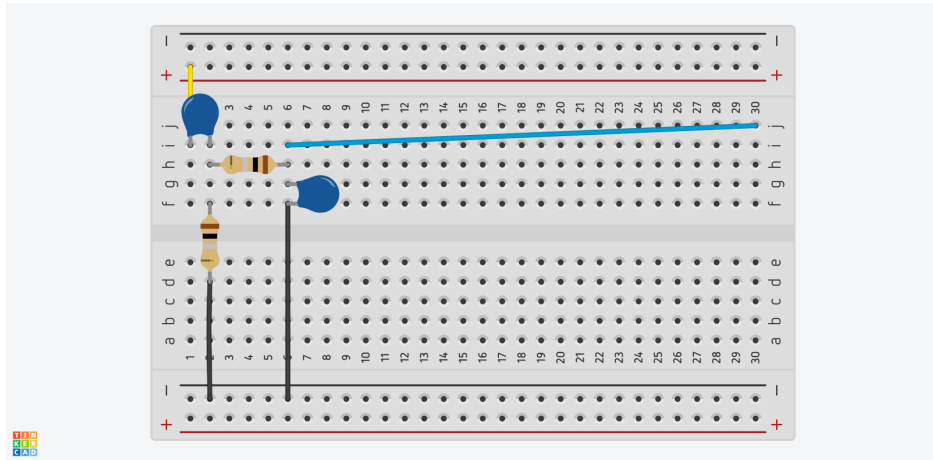 − −
+ +
3 4 5 6 7 8 9 10 11 12 13 14 15 16 17 18 19 20 21 22 23 24 25 26 27 28 29 30
j j
i i
h h
g g
f f
e e
d d
c c
b b
a a
1 2 3 4 5 6 7 8 9 10 11 12 13 14 15 16 17 18 19 20 21 22 23 24 25 26 27 28 29 30
− −
+ +
TIN
KER
CAD